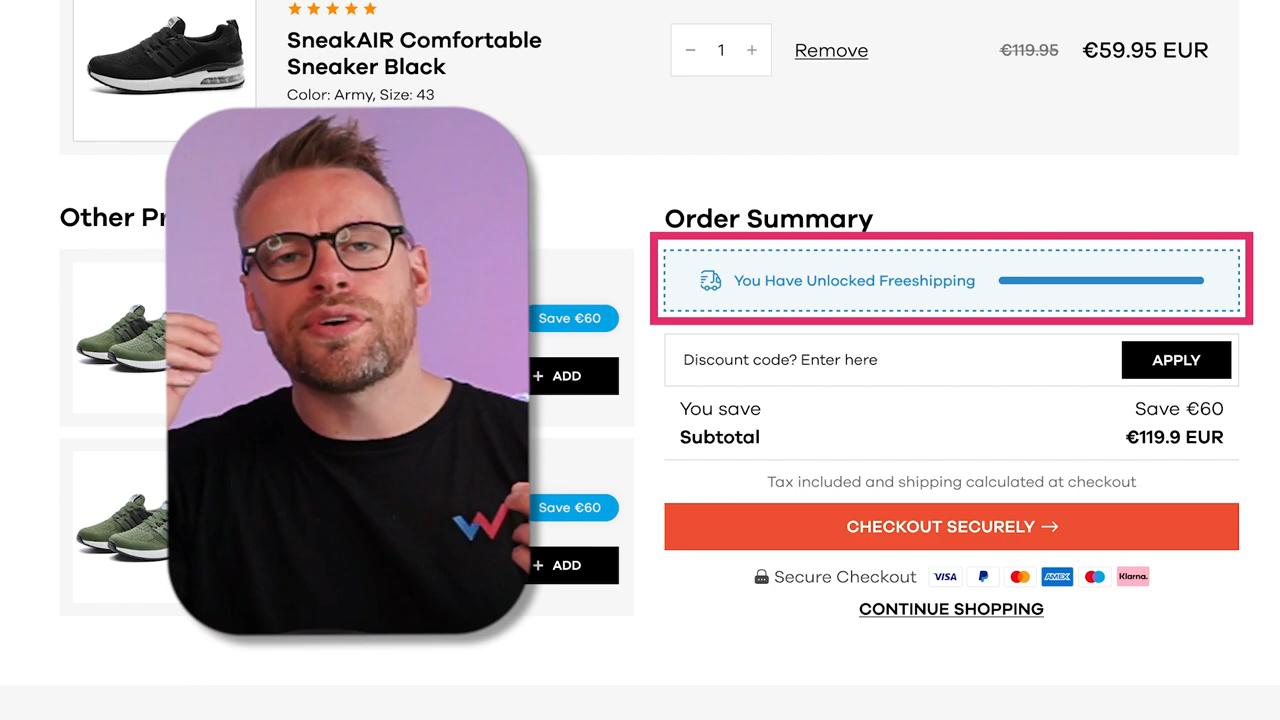 SneakAIR Comfortable
Sneaker Black
Color: Army, Size: 43
− 1 +
Remove
€119.95 €59.95 EUR
Other Pr
Save €60
+ ADD
Save €60
+ ADD
Order Summary
You Have Unlocked Freeshipping
Discount code? Enter here
APPLY
You save Save €60
Subtotal €119.9 EUR
Tax included and shipping calculated at checkout
CHECKOUT SECURELY →
Secure Checkout VISA AMEX Klarna.
CONTINUE SHOPPING